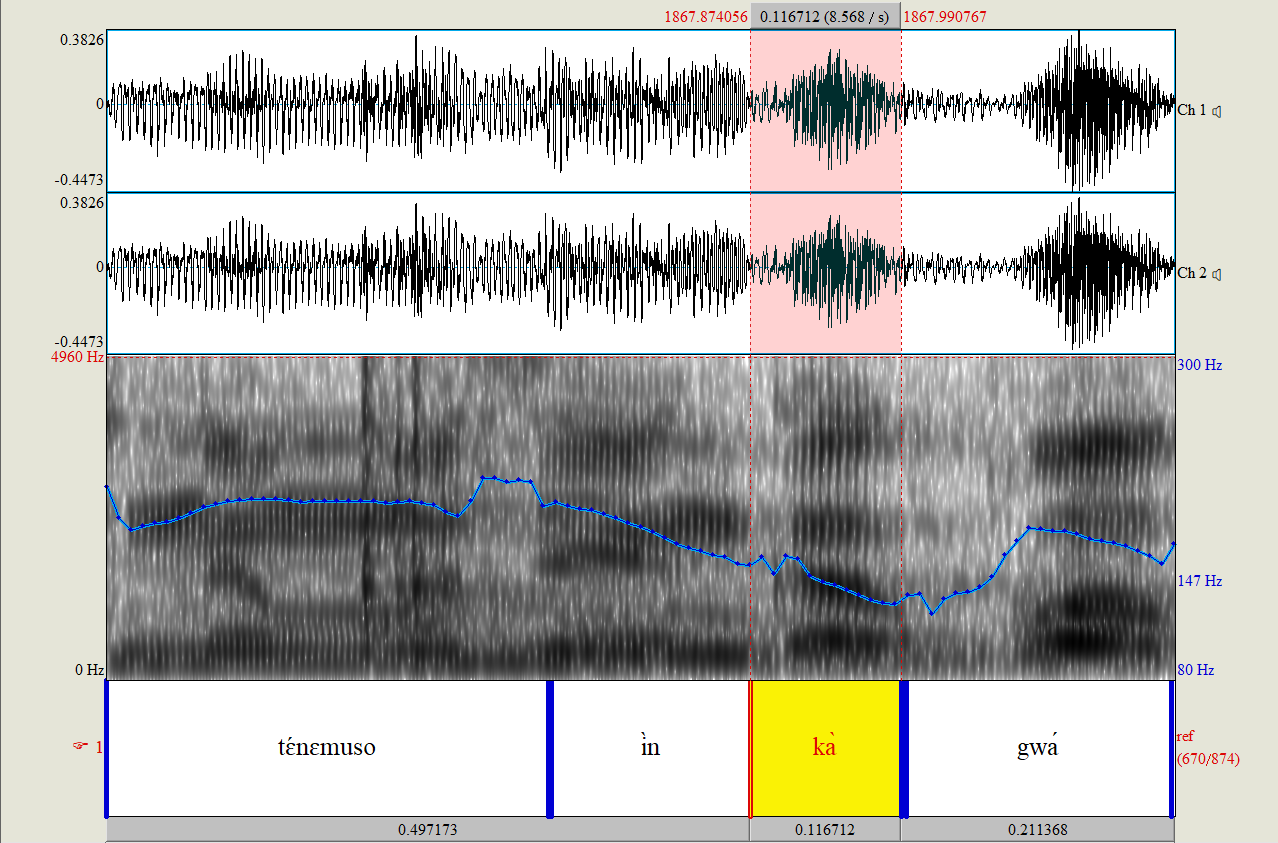 1867.874056 0.116712 (8.568 / s) 1867.990767
0.3826
0
-0.4473
Ch 1
0.3826
0
-0.4473
Ch 2
4960 Hz
0 Hz
300 Hz
147 Hz
80 Hz
☞ 1
tɛ́nɛmuso ɩ̀n kà gwá
ref
(670/874)
0.497173 0.116712 0.211368